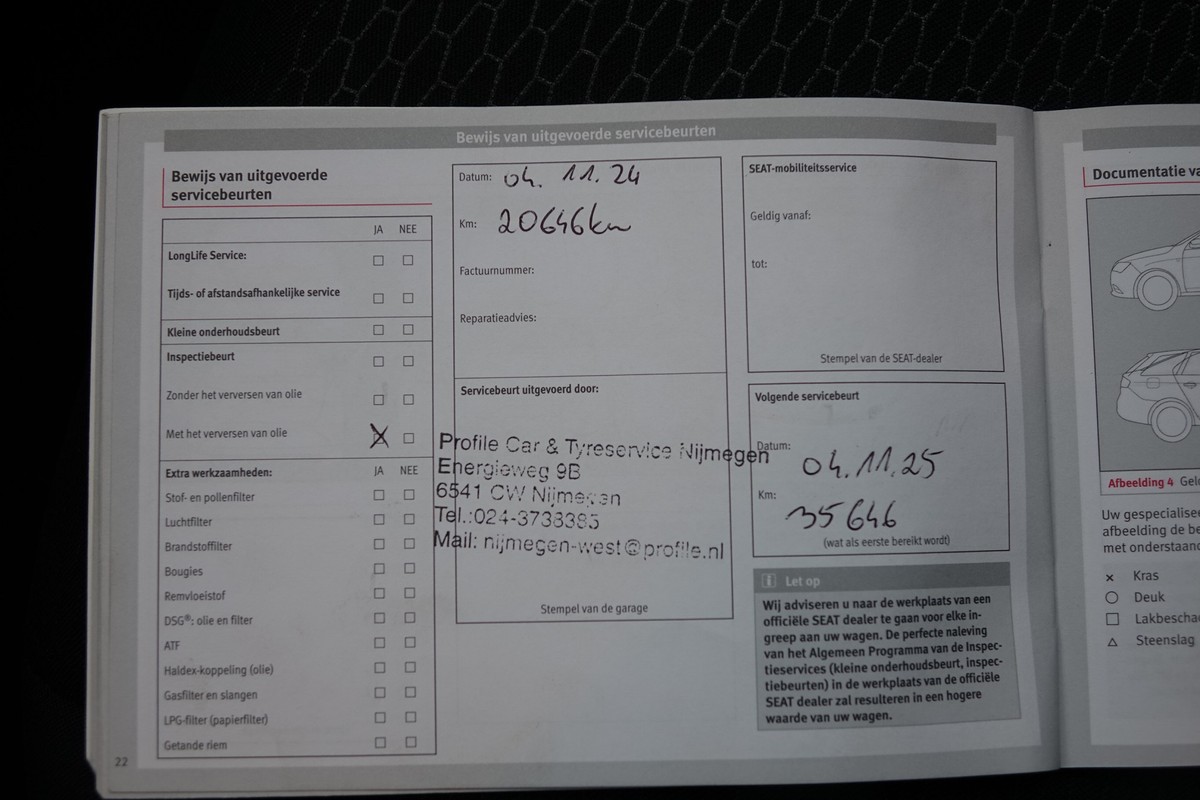 Bewijs van uitgevoerde servicebeurten
Bewijs van uitgevoerde
servicebeurten
JA NEE
LongLife Service:
Tijds- of afstandsafhankelijke service
Kleine onderhoudsbeurt
Inspectiebeurt
Zonder het verversen van olie
Met het verversen van olie
Extra werkzaamheden: JA NEE
Stof- en pollenfilter
Luchtfilter
Brandstoffilter
Bougies
Remvloeistof
DSG®: olie en filter
ATF
Haldex-koppeling (olie)
Gasfilter en slangen
LPG-filter (papierfilter)
Getande riem
22
Datum: 04.11.24
Km: 20646km
Factuurnummer:
Reparatieadvies:
Servicebeurt uitgevoerd door:
Profile Car & Tyreservice Nijmegen
Energieweg 9B
6541 CW Nijmegen
Tel.:024-3738385
Mail: nijmegen-west@profile.nl
Stempel van de garage
SEAT-mobiliteitsservice
Geldig vanaf:
tot:
Stempel van de SEAT-dealer
Volgende servicebeurt
Datum: 04.11.25
Km: 35646
(wat als eerste bereikt wordt)
i Let op
Wij adviseren u naar de werkplaats van een
officiële SEAT dealer te gaan voor elke in-
greep aan uw wagen. De perfecte naleving
van het Algemeen Programma van de Inspec-
tieservices (kleine onderhoudsbeurt, inspec-
tiebeurten) in de werkplaats van de officiële
SEAT dealer zal resulteren in een hogere
waarde van uw wagen.
Documentatie va
Afbeelding 4 Geld
Uw gespecialisee
afbeelding de be
met onderstaand
Kras
Deuk
Lakbescha
Steenslag